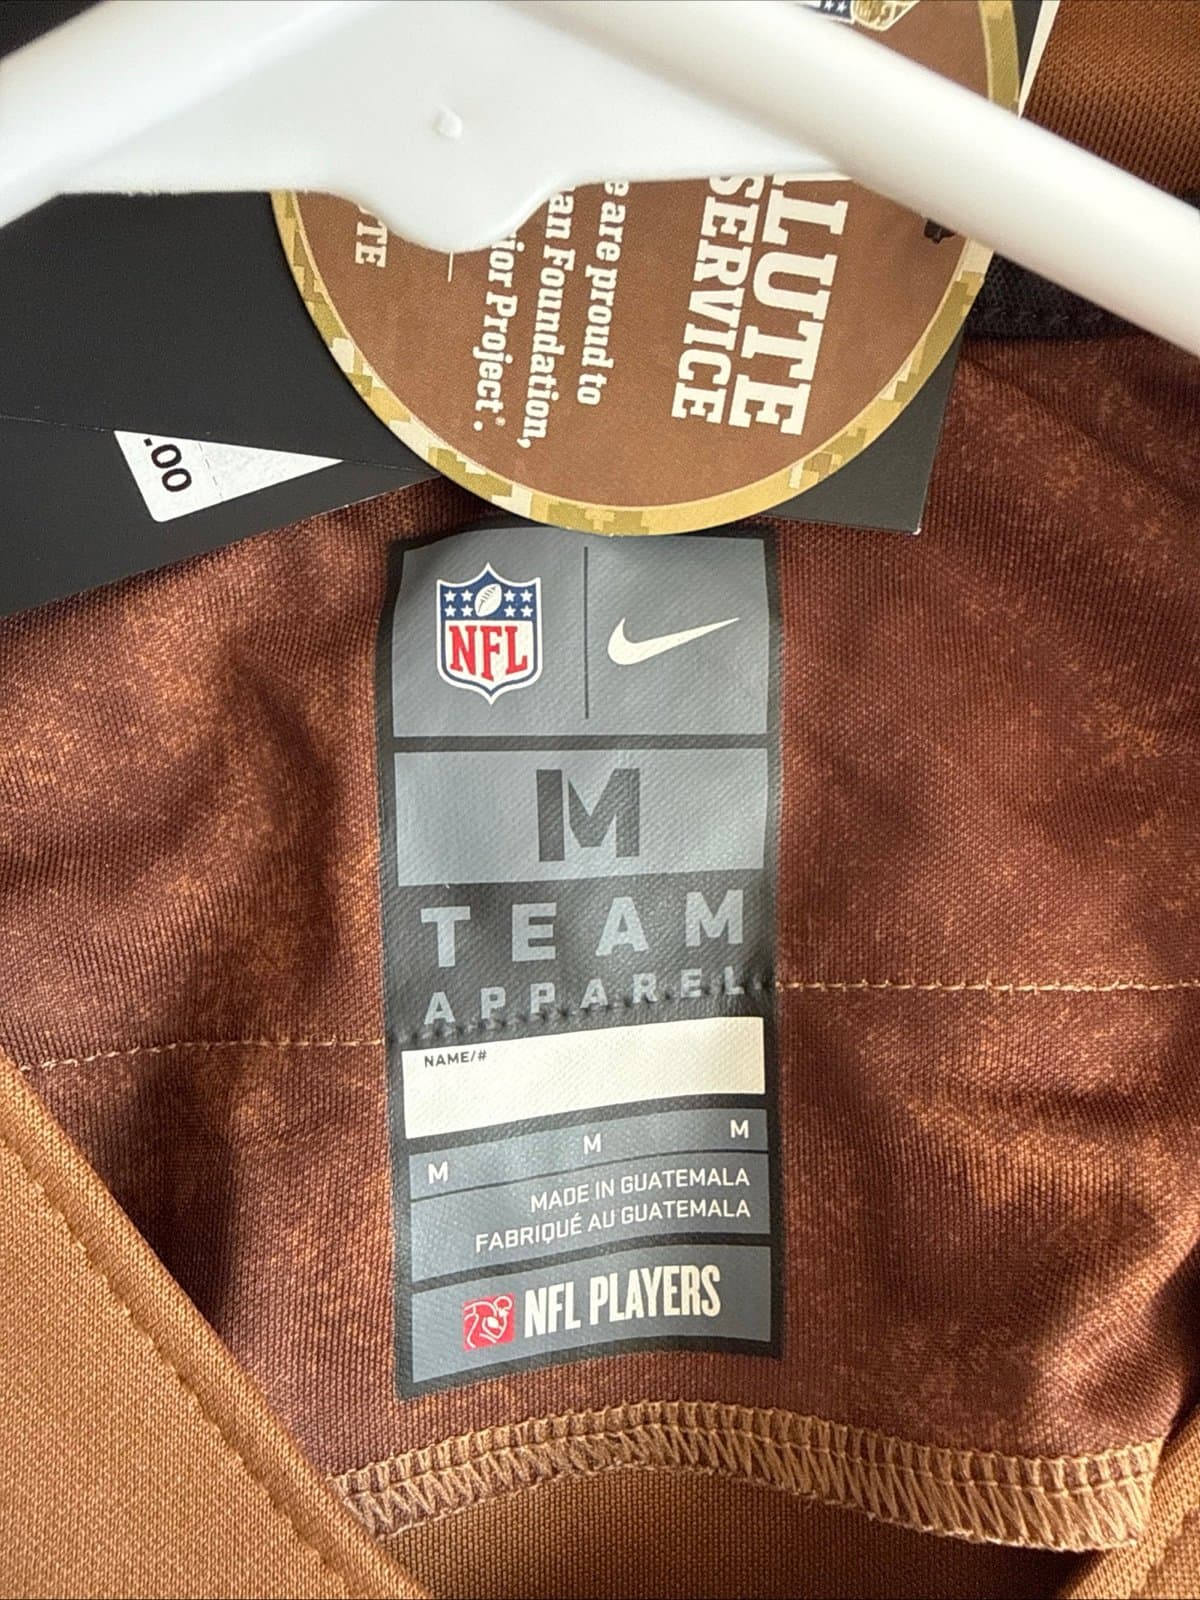 LUTE
SERVICE
e are proud to
an Foundation,
ior Project.®
TE
.00
NFL
M
TEAM
APPAREL
NAME/#
M M M
MADE IN GUATEMALA
FABRIQUÉ AU GUATEMALA
NFL PLAYERS